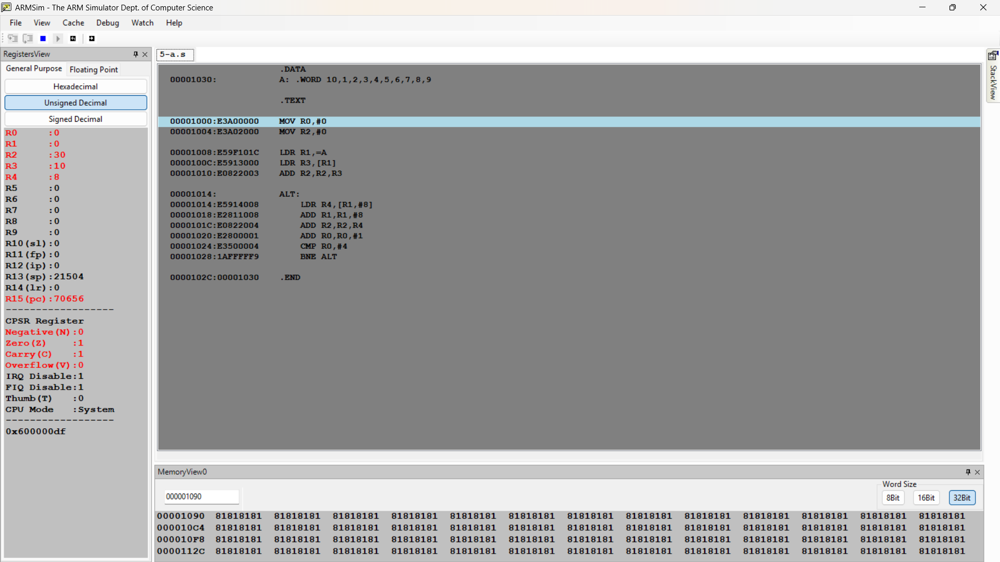 ARMSim - The ARM Simulator Dept. of Computer Science
File View Cache Debug Watch Help
RegistersView
General Purpose Floating Point
Hexadecimal
Unsigned Decimal
Signed Decimal
R0 :0
R1 :0
R2 :30
R3 :10
R4 :8
R5 :0
R6 :0
R7 :0
R8 :0
R9 :0
R10(sl):0
R11(fp):0
R12(ip):0
R13(sp):21504
R14(lr):0
R15(pc):70656
------------------
CPSR Register
Negative(N):0
Zero(Z) :1
Carry(C) :1
Overflow(V):0
IRQ Disable:1
FIQ Disable:1
Thumb(T) :0
CPU Mode :System
------------------
0x600000df
5-a.s
.DATA
00001030: A: .WORD 10,1,2,3,4,5,6,7,8,9
.TEXT
00001000:E3A00000 MOV R0,#0
00001004:E3A02000 MOV R2,#0
00001008:E59F101C LDR R1,=A
0000100C:E5913000 LDR R3,[R1]
00001010:E0822003 ADD R2,R2,R3
00001014: ALT:
00001014:E5914008 LDR R4,[R1,#8]
00001018:E2811008 ADD R1,R1,#8
0000101C:E0822004 ADD R2,R2,R4
00001020:E2800001 ADD R0,R0,#1
00001024:E3500004 CMP R0,#4
00001028:1AFFFFF9 BNE ALT
0000102C:00001030 .END
StackView
MemoryView0
000001090
Word Size
8Bit 16Bit 32Bit
00001090 81818181 81818181 81818181 81818181 81818181 81818181 81818181 81818181 81818181 81818181 81818181 81818181 81818181
000010C4 81818181 81818181 81818181 81818181 81818181 81818181 81818181 81818181 81818181 81818181 81818181 81818181 81818181
000010F8 81818181 81818181 81818181 81818181 81818181 81818181 81818181 81818181 81818181 81818181 81818181 81818181 81818181
0000112C 81818181 81818181 81818181 81818181 81818181 81818181 81818181 81818181 81818181 81818181 81818181 81818181 81818181